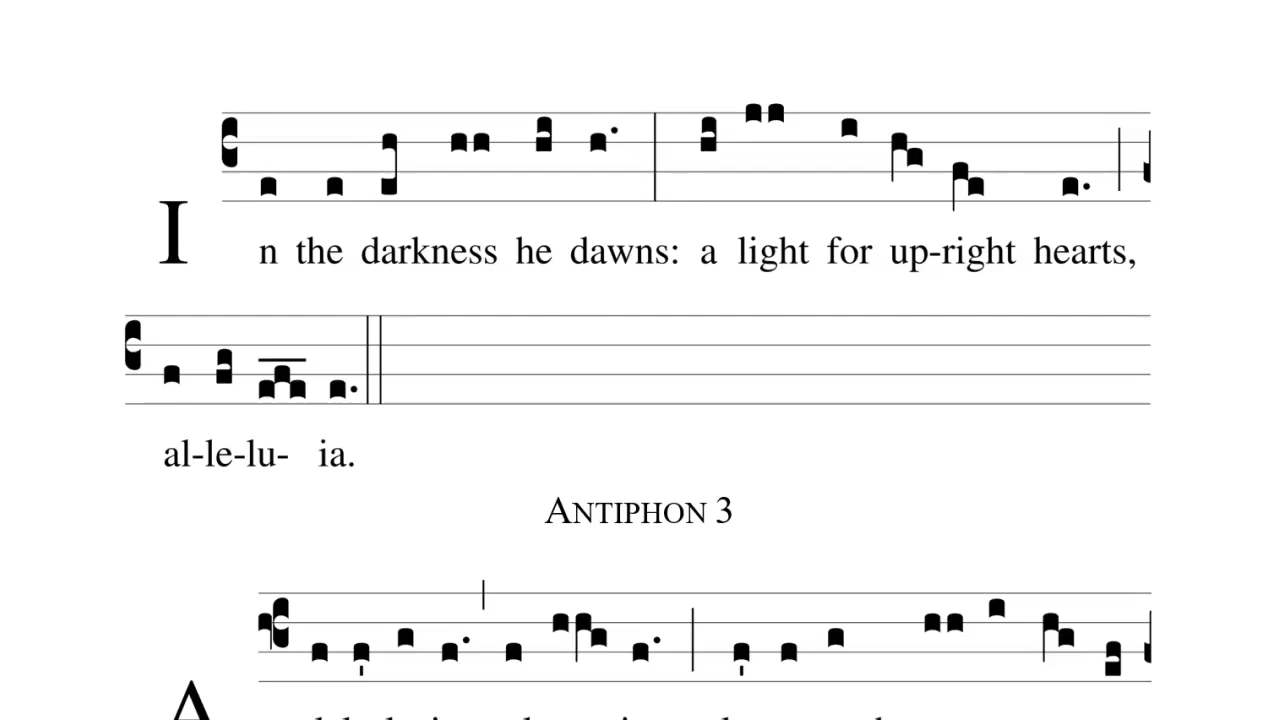 In the darkness he dawns: a light for up-right hearts,
al-le-lu- ia.
ANTIPHON 3
A